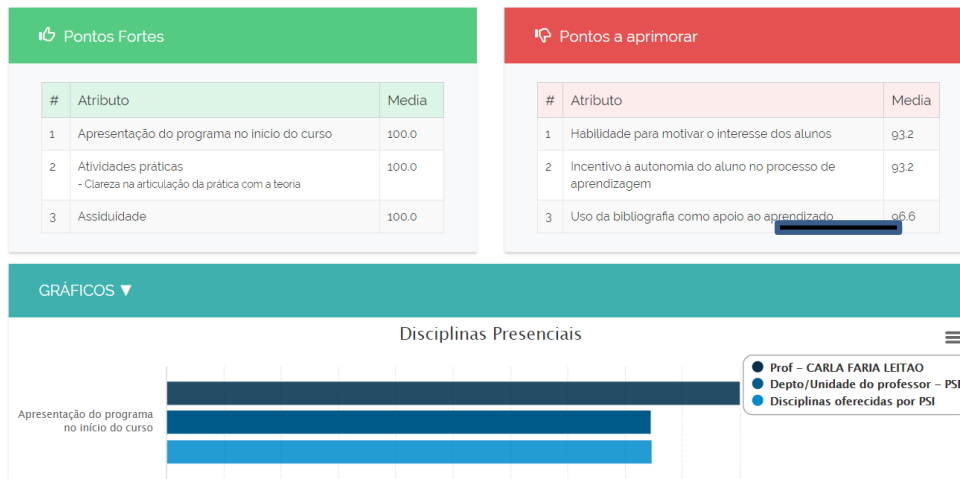 Pontos Fortes
# Atributo Media
1 Apresentação do programa no início do curso 100.0
2 Atividades práticas 100.0
- Clareza na articulação da prática com a teoria
3 Assiduidade 100.0
Pontos a aprimorar
# Atributo Media
1 Habilidade para motivar o interesse dos alunos 93.2
2 Incentivo à autonomia do aluno no processo de 93.2
aprendizagem
3 Uso da bibliografia como apoio ao aprendizado 96.6
GRÁFICOS ▼
Disciplinas Presenciais
Prof - CARLA FARIA LEITAO
Depto/Unidade do professor - PSI
Disciplinas oferecidas por PSI
Apresentação do programa
no início do curso